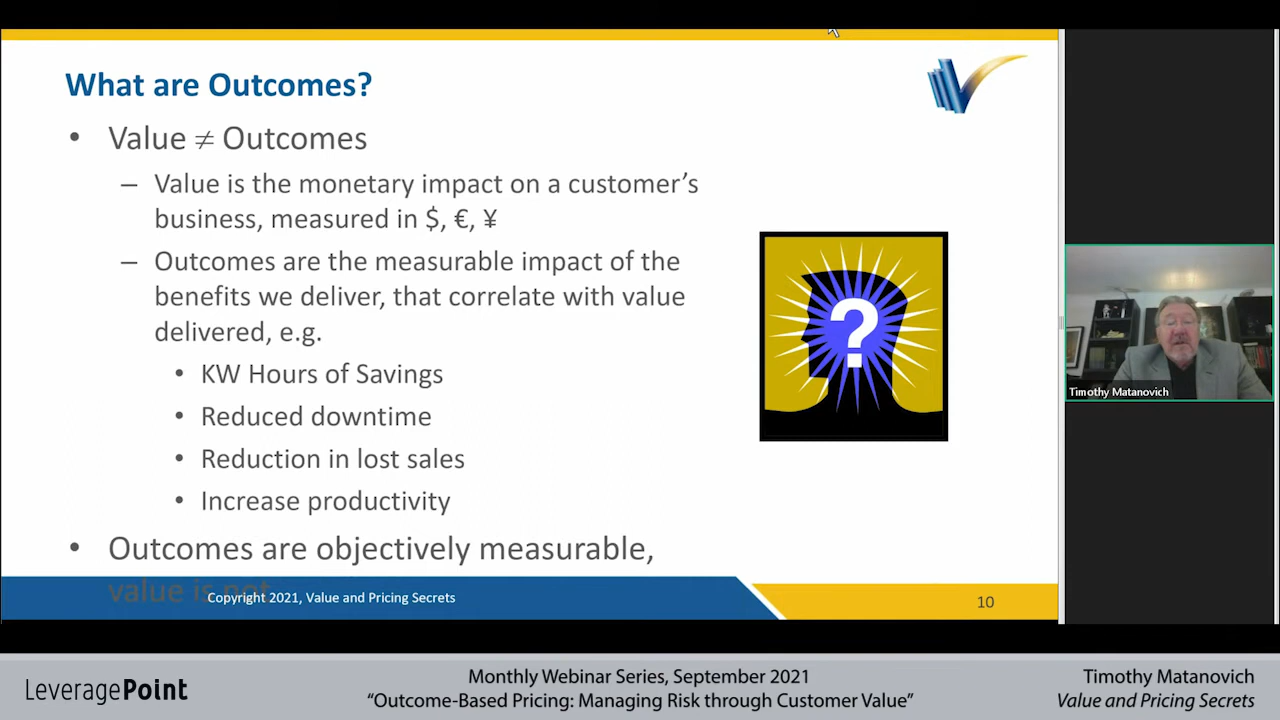 What are Outcomes?
• Value ≠ Outcomes
– Value is the monetary impact on a customer's
business, measured in $, €, ¥
– Outcomes are the measurable impact of the
benefits we deliver, that correlate with value
delivered, e.g.
• KW Hours of Savings
• Reduced downtime
• Reduction in lost sales
• Increase productivity
• Outcomes are objectively measurable,
value is not
Copyright 2021, Value and Pricing Secrets
10
?
Timothy Matanovich
LeveragePoint
Monthly Webinar Series, September 2021
“Outcome-Based Pricing: Managing Risk through Customer Value”
Timothy Matanovich
Value and Pricing Secrets